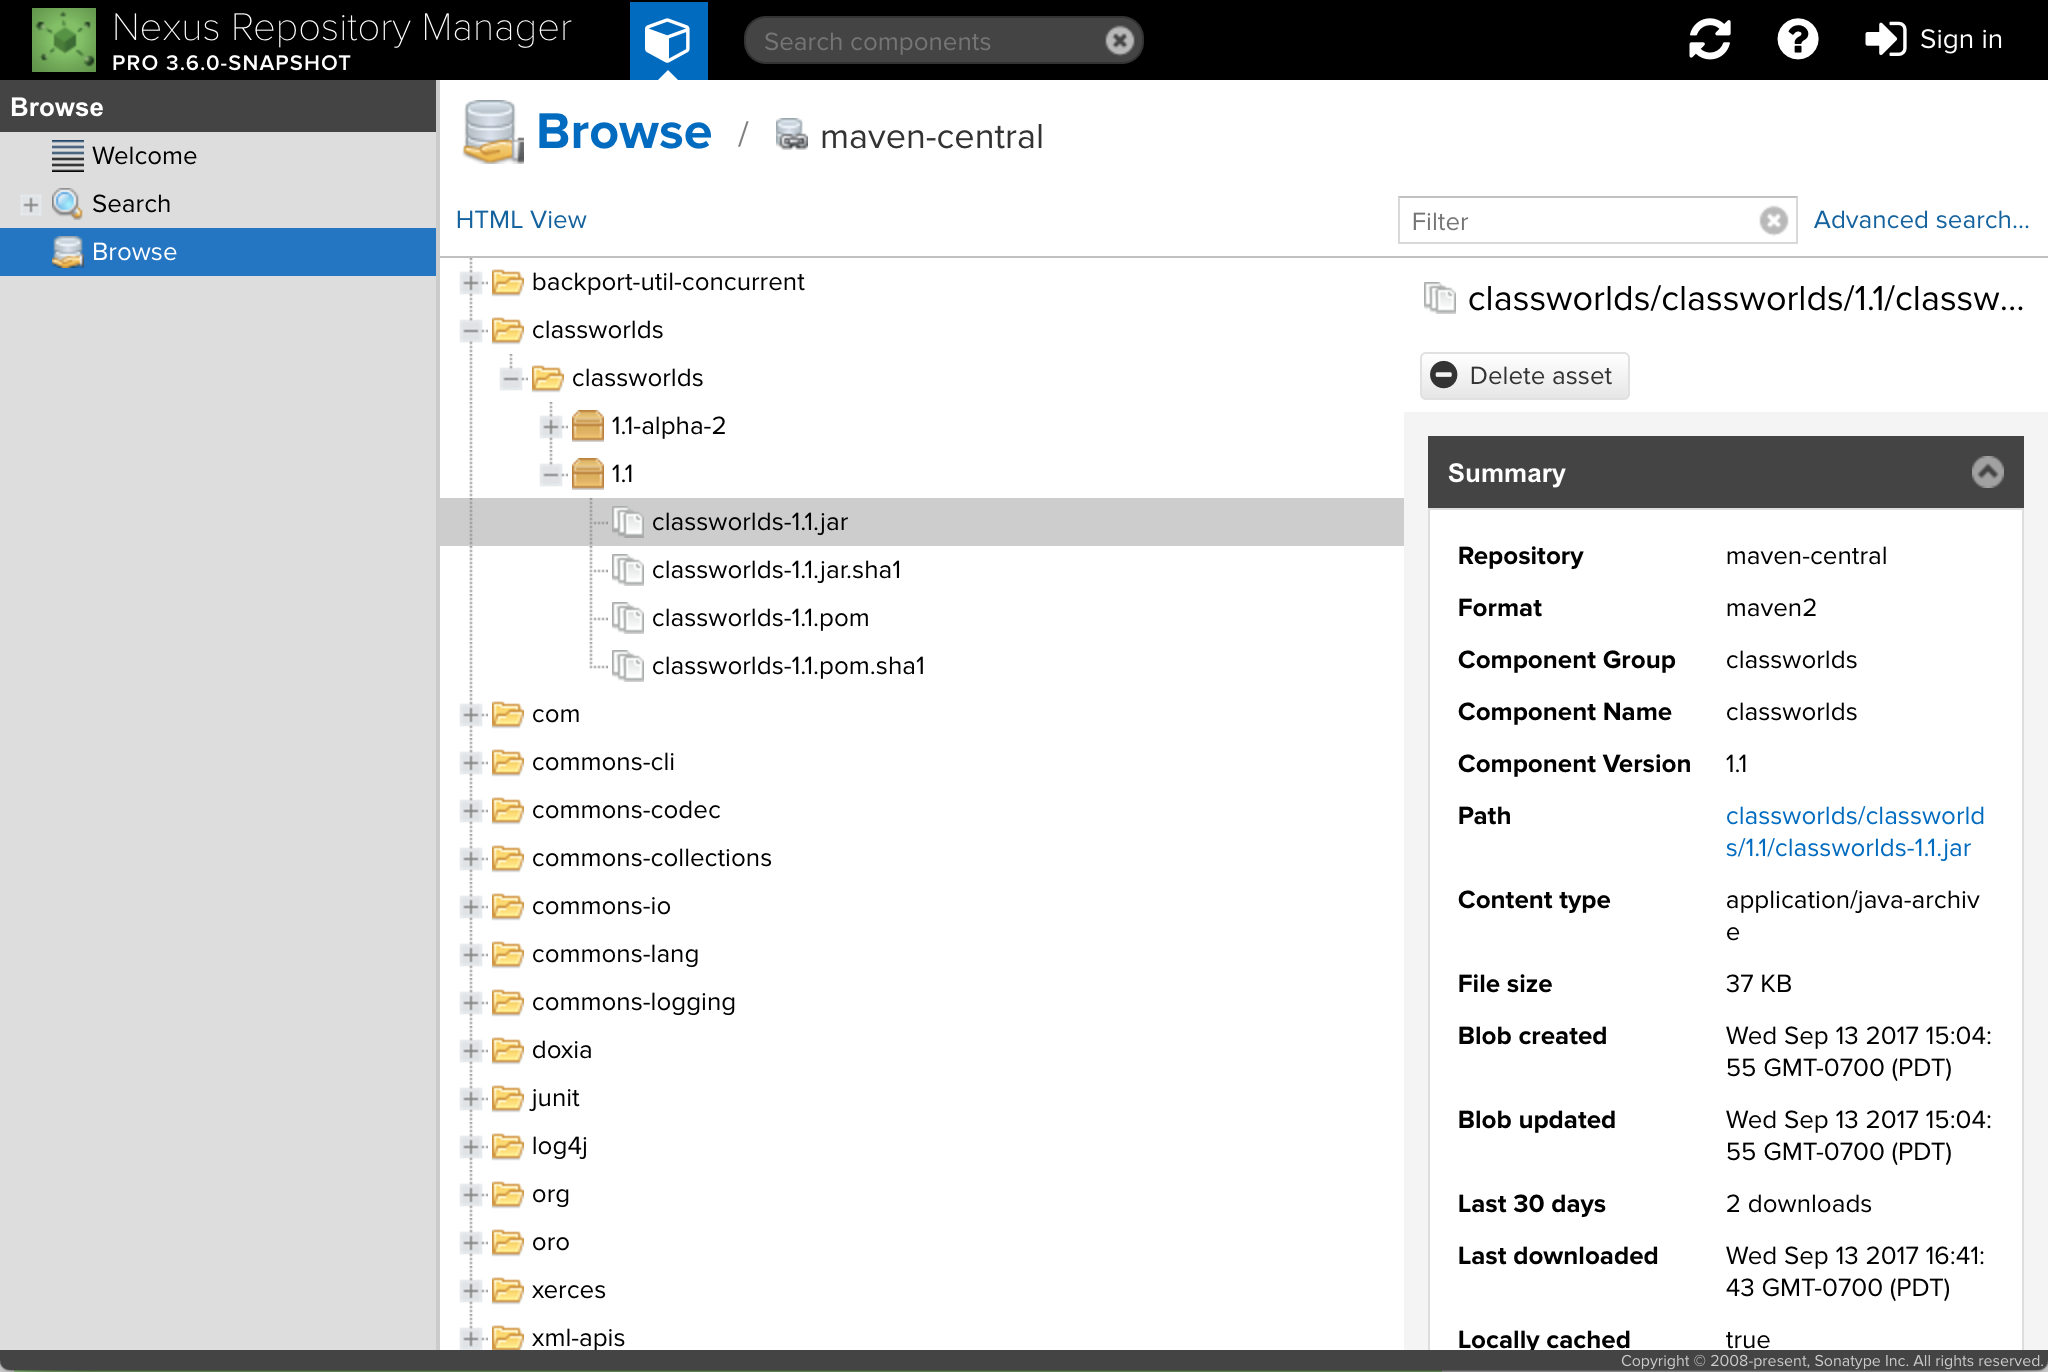 Nexus Repository Manager
PRO 3.6.0-SNAPSHOT
Search components
Sign in
Browse
Welcome
Search
Browse
Browse / maven-central
HTML View
Filter
Advanced search...
backport-util-concurrent
classworlds
classworlds
1.1-alpha-2
1.1
classworlds-1.1.jar
classworlds-1.1.jar.sha1
classworlds-1.1.pom
classworlds-1.1.pom.sha1
com
commons-cli
commons-codec
commons-collections
commons-io
commons-lang
commons-logging
doxia
junit
log4j
org
oro
xerces
xml-apis
classworlds/classworlds/1.1/classw...
Delete asset
Summary
Repository maven-central
Format maven2
Component Group classworlds
Component Name classworlds
Component Version 1.1
Path classworlds/classworld
s/1.1/classworlds-1.1.jar
Content type application/java-archiv
e
File size 37 KB
Blob created Wed Sep 13 2017 15:04:
55 GMT-0700 (PDT)
Blob updated Wed Sep 13 2017 15:04:
55 GMT-0700 (PDT)
Last 30 days 2 downloads
Last downloaded Wed Sep 13 2017 16:41:
43 GMT-0700 (PDT)
Locally cached true
Copyright © 2008-present, Sonatype Inc. All rights reserved.